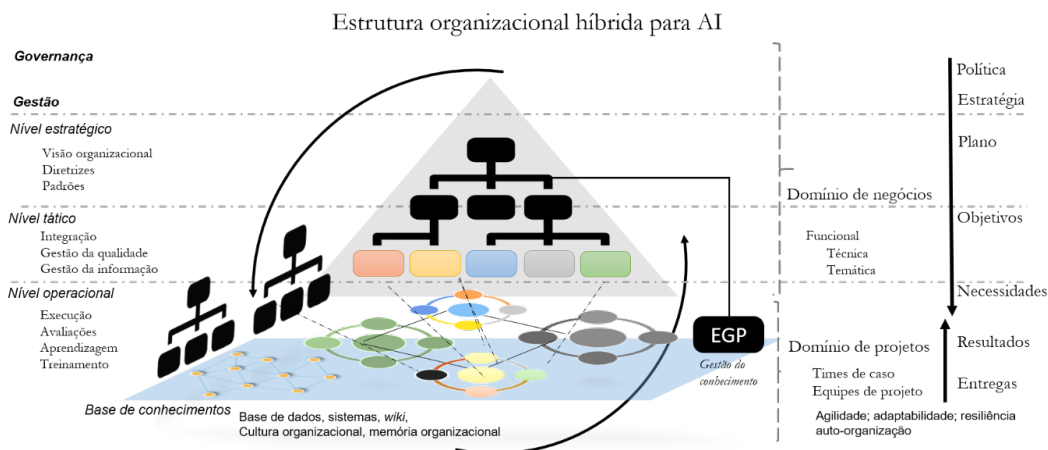 Estrutura organizacional híbrida para AI
Governança
Gestão
Nível estratégico
Visão organizacional
Diretrizes
Padrões
Nível tático
Integração
Gestão da qualidade
Gestão da informação
Nível operacional
Execução
Avaliações
Aprendizagem
Treinamento
Base de conhecimentos
Base de dados, sistemas, wiki,
Cultura organizacional, memória organizacional
EGP
Gestão do
conhecimento
Domínio de negócios
Funcional
Técnica
Temática
Domínio de projetos
Times de caso
Equipes de projeto
Política
Estratégia
Plano
Objetivos
Necessidades
Resultados
Entregas
Agilidade; adaptabilidade; resiliência
auto-organização